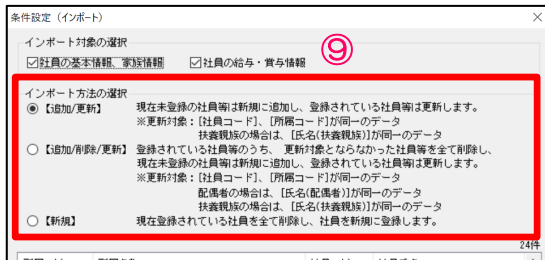 条件設定（インポート）
インポート対象の選択
⑨
社員の基本情報、家族情報 社員の給与・賞与情報
インポート方法の選択
【追加/更新】 現在未登録の社員等は新規に追加し、登録されている社員等は更新します。
※更新対象：[社員コード]、[所属コード]が同一のデータ
扶養親族の場合は、[氏名(扶養親族)]が同一のデータ
【追加/削除/更新】 登録されている社員等のうち、 更新対象とならなかった社員等を全て削除し、
現在未登録の社員等は新規に追加し、登録されている社員等は更新します。
※更新対象：[社員コード]、[所属コード]が同一のデータ
配偶者の場合は、[氏名(配偶者)]が同一のデータ
扶養親族の場合は、[氏名(扶養親族)]が同一のデータ
【新規】 現在登録されている社員を全て削除し、社員を新規に登録します。
24件